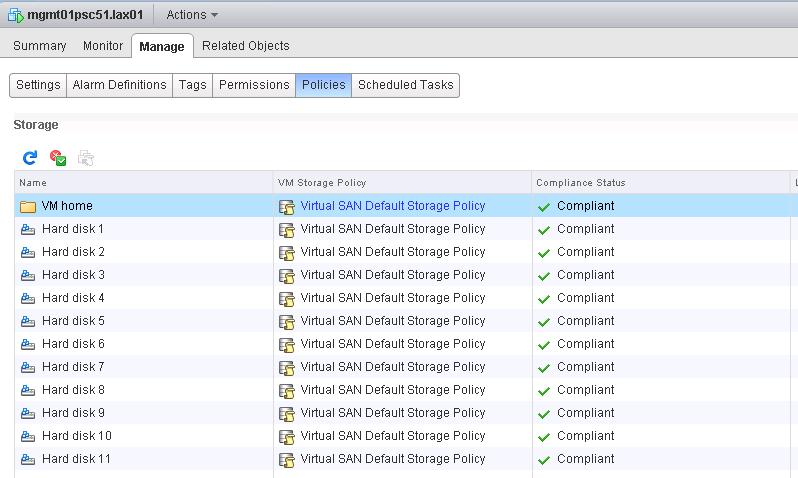 mgmt01psc51.lax01 Actions
Summary Monitor Manage Related Objects
Settings Alarm Definitions Tags Permissions Policies Scheduled Tasks
Storage
Name VM Storage Policy Compliance Status
VM home Virtual SAN Default Storage Policy Compliant
Hard disk 1 Virtual SAN Default Storage Policy Compliant
Hard disk 2 Virtual SAN Default Storage Policy Compliant
Hard disk 3 Virtual SAN Default Storage Policy Compliant
Hard disk 4 Virtual SAN Default Storage Policy Compliant
Hard disk 5 Virtual SAN Default Storage Policy Compliant
Hard disk 6 Virtual SAN Default Storage Policy Compliant
Hard disk 7 Virtual SAN Default Storage Policy Compliant
Hard disk 8 Virtual SAN Default Storage Policy Compliant
Hard disk 9 Virtual SAN Default Storage Policy Compliant
Hard disk 10 Virtual SAN Default Storage Policy Compliant
Hard disk 11 Virtual SAN Default Storage Policy Compliant